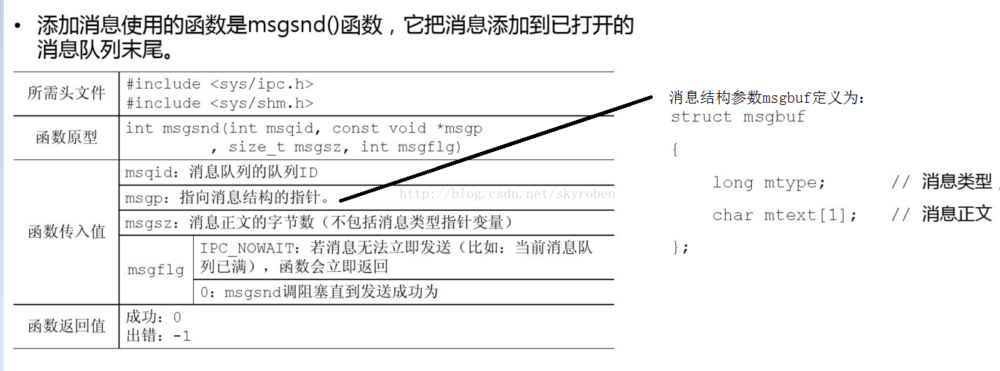 • 添加消息使用的函数是msgsnd()函数，它把消息添加到已打开的
消息队列末尾。
所需头文件
#include <sys/ipc.h>
#include <sys/shm.h>
函数原型
int msgsnd(int msqid, const void *msgp
, size_t msgsz, int msgflg)
函数传入值
msqid：消息队列的队列ID
msgp：指向消息结构的指针。
msgsz：消息正文的字节数（不包括消息类型指针变量）
msgflg
IPC_NOWAIT：若消息无法立即发送（比如：当前消息队
列已满），函数会立即返回
0：msgsnd调阻塞直到发送成功为
函数返回值
成功：0
出错：-1
http://blog.csdn.net/skyroben
消息结构参数msgbuf定义为：
struct msgbuf
{
long mtype; // 消息类型，
char mtext[1]; // 消息正文
};